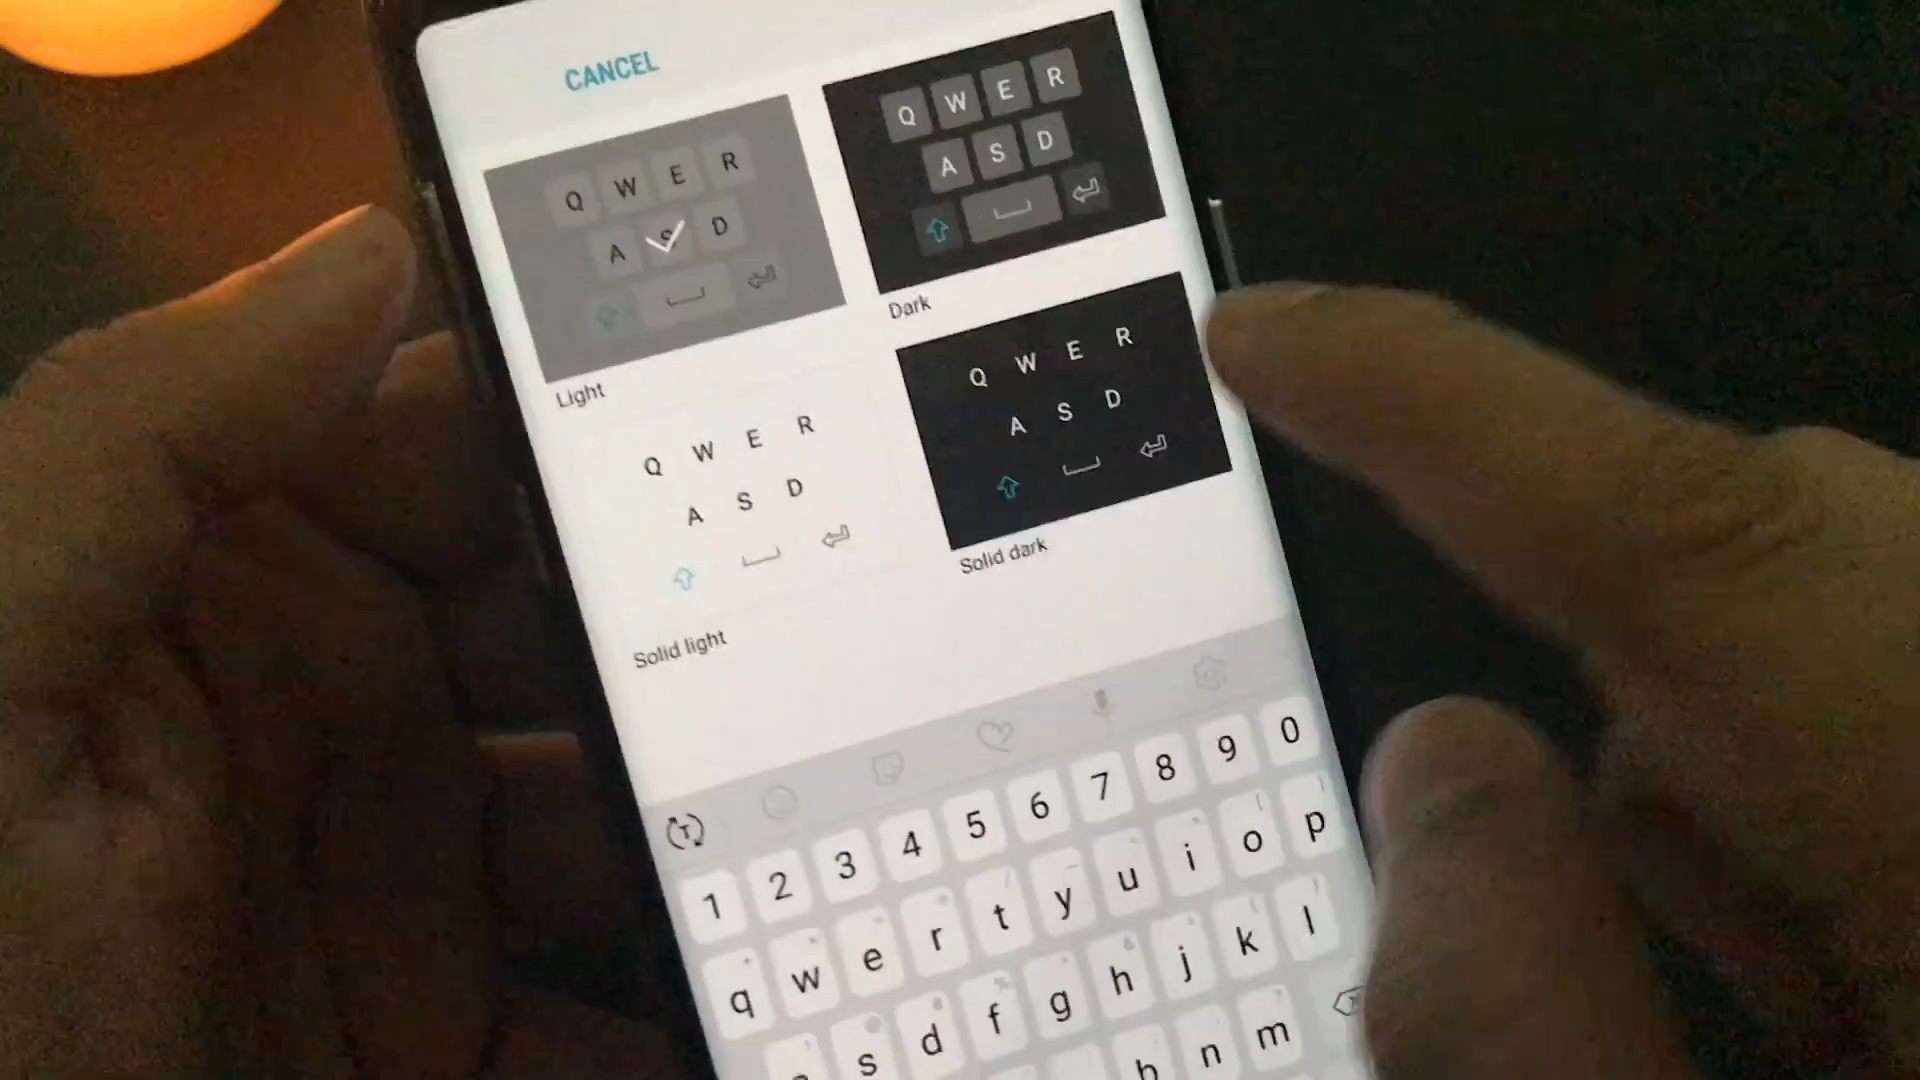 CANCEL
Q W E R
A S D
Light
Q W E R
A S D
Dark
Q W E R
A S D
Solid light
Q W E R
A S D
Solid dark
1 2 3 4 5 6 7 8 9 0
q w e r t y u i o p
s d f g h j k l
n m